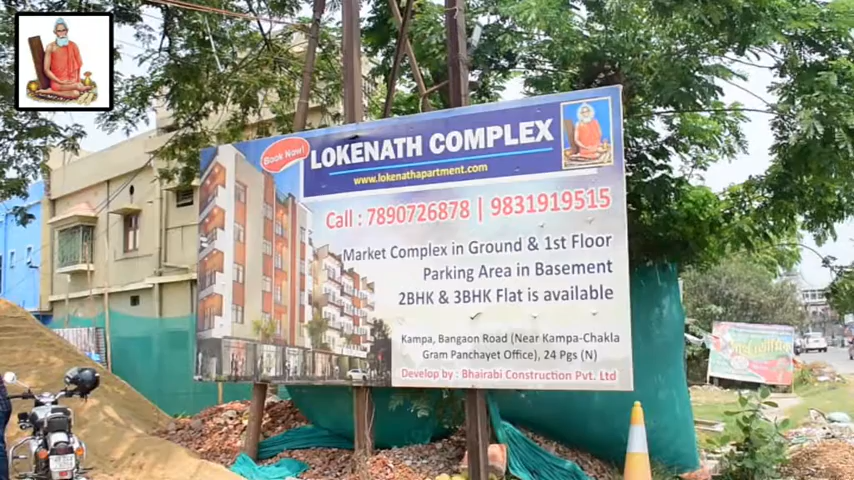 Book Now!
LOKENATH COMPLEX
www.lokenathapartment.com
Call : 7890726878 | 9831919515
Market Complex in Ground & 1st Floor
Parking Area in Basement
2BHK & 3BHK Flat is available
Kampa, BANGAON ROAD (Near Kampa-Chakla
GRAM Panchayet Office), 24 Pgs (N)
Develop by : BHAIRABI CONSTRUCTION Pvt. Ltd.